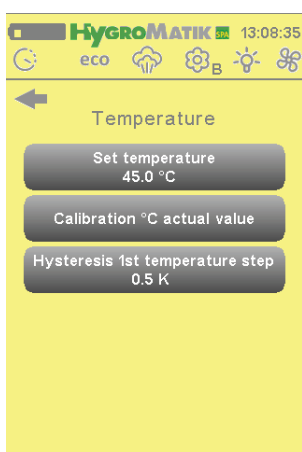 HYGROMATIK SPA 13:08:35
eco B
Temperature
Set temperature
45.0 °C
Calibration °C actual value
Hysteresis 1st temperature step
0.5 K